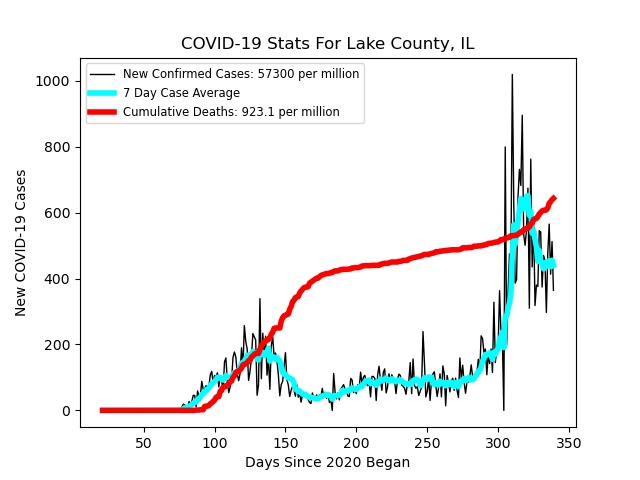 COVID-19 Stats For Lake County, IL
New Confirmed Cases: 57300 per million
7 Day Case Average
Cumulative Deaths: 923.1 per million
New COVID-19 Cases
1000
800
600
400
200
0
50
100
150
200
250
300
350
Days Since 2020 Began